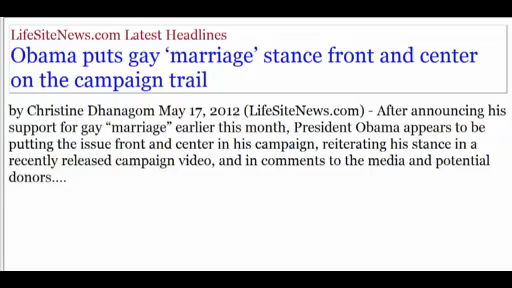 LifeSiteNews.com Latest Headlines
Obama puts gay ‘marriage’ stance front and center
on the campaign trail
by Christine Dhanagom May 17, 2012 (LifeSiteNews.com) - After announcing his
support for gay “marriage” earlier this month, President Obama appears to be
putting the issue front and center in his campaign, reiterating his stance in a
recently released campaign video, and in comments to the media and potential
donors....